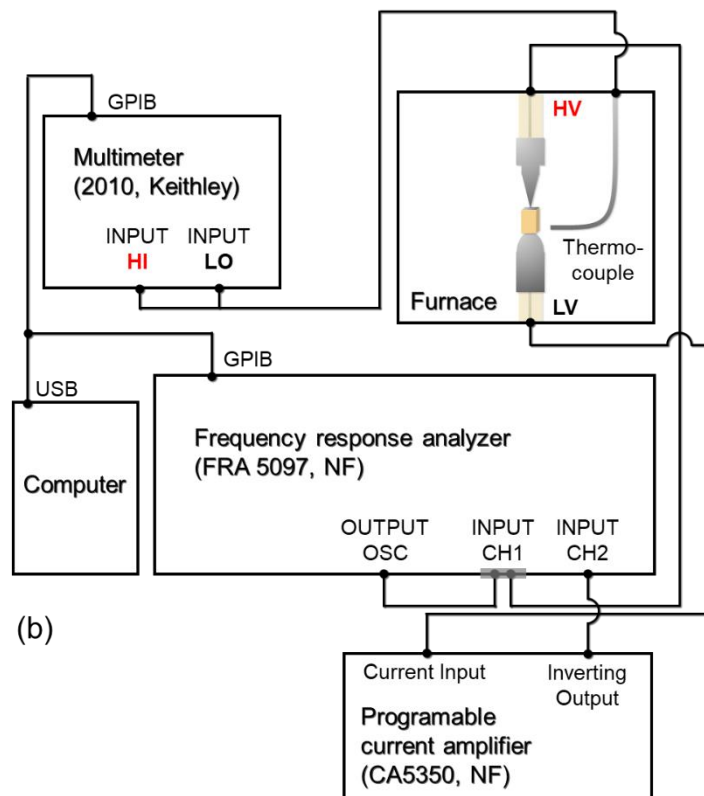 GPIB
Multimeter
(2010, Keithley)
INPUT INPUT
HI LO
HV
Thermo-
couple
LV
Furnace
GPIB
USB
Computer
Frequency response analyzer
(FRA 5097, NF)
OUTPUT INPUT INPUT
OSC CH1 CH2
(b)
Current Input Inverting
Output
Programable
current amplifier
(CA5350, NF)